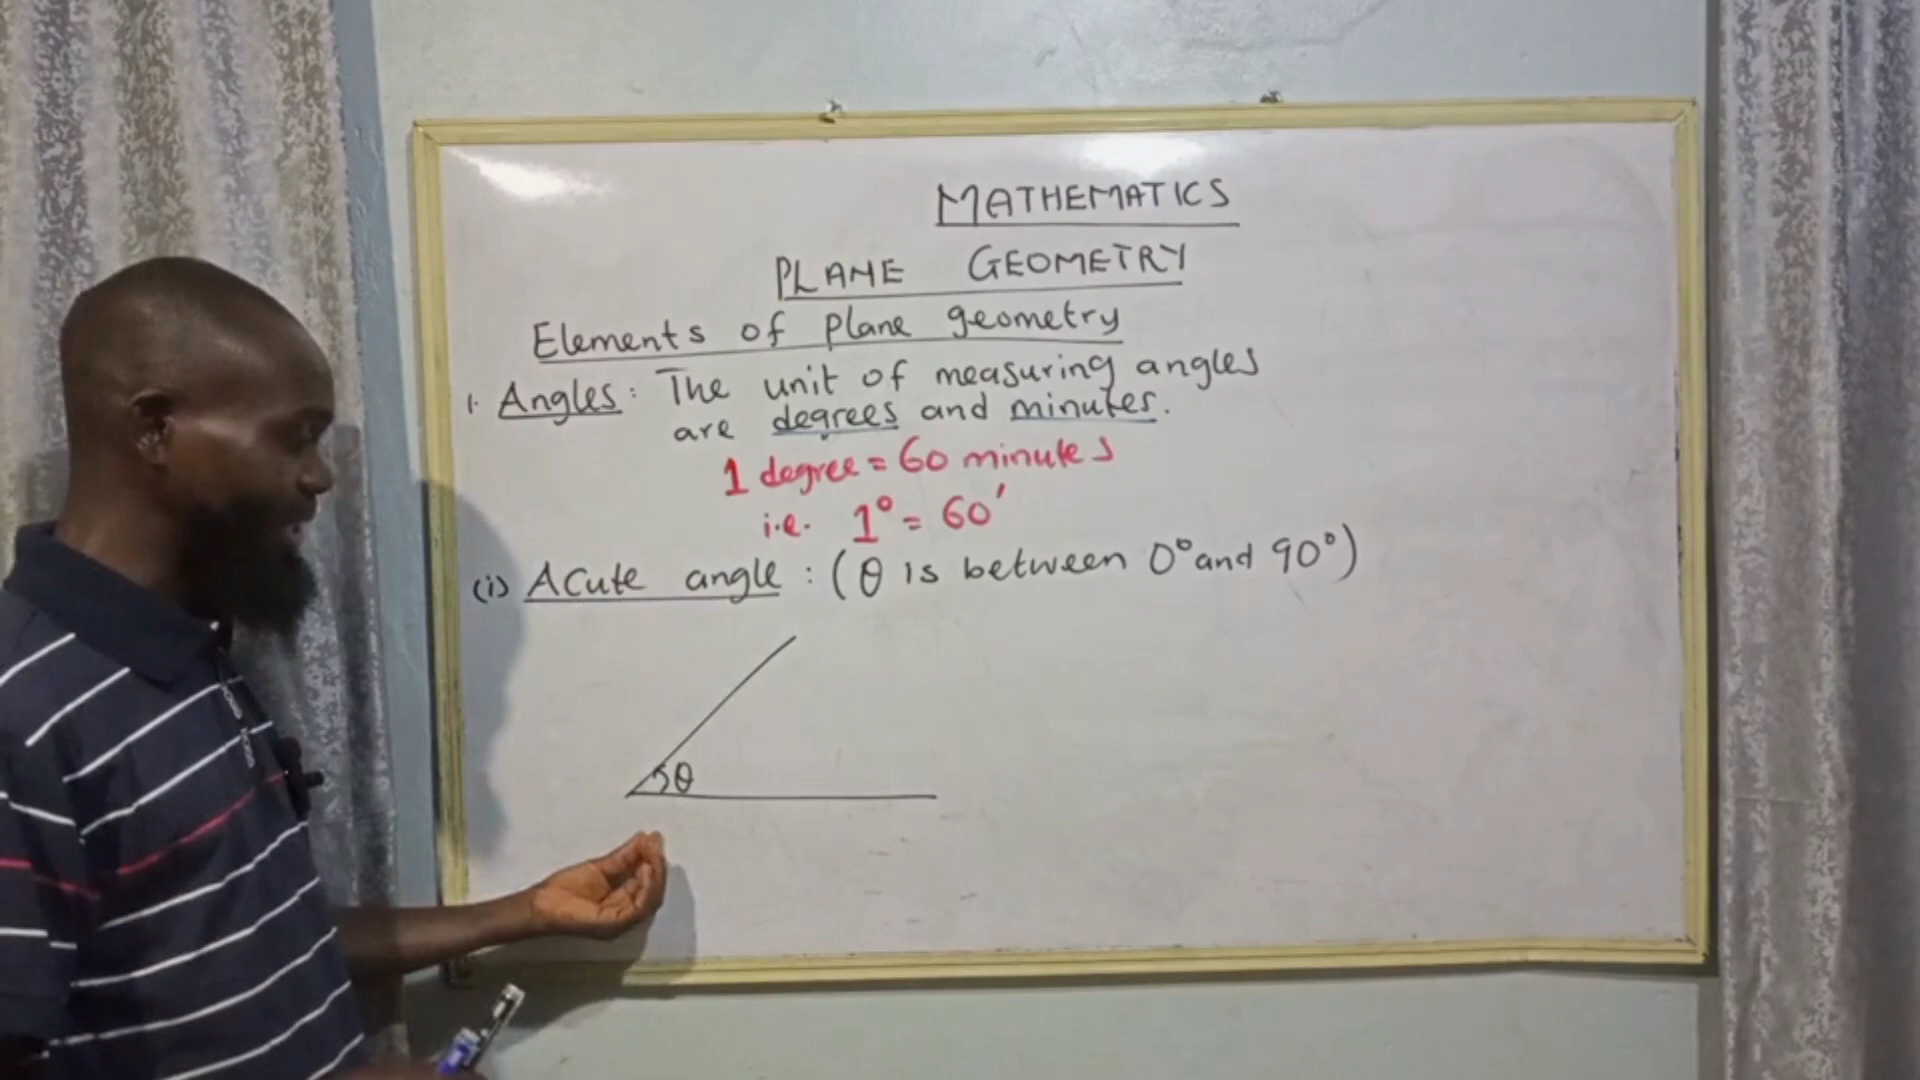 MATHEMATICS
PLANE GEOMETRY
Elements of plane geometry
1. Angles: The unit of measuring angles
are degrees and minutes.
1 degree = 60 minutes
i.e. 1° = 60′
(i) Acute angle : (θ is between 0° and 90°)
θ